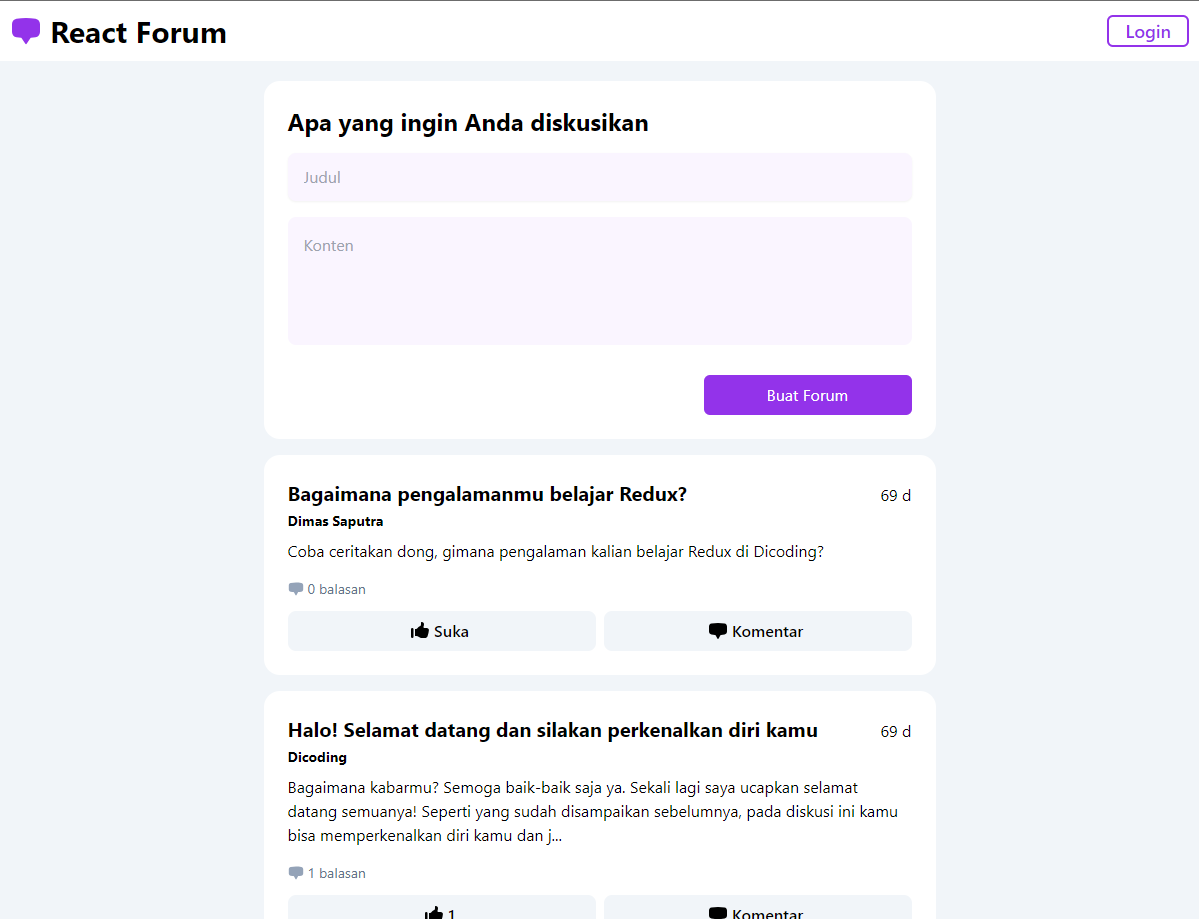 React Forum
Login
Apa yang ingin Anda diskusikan
Judul
Konten
Buat Forum
Bagaimana pengalamanmu belajar Redux?
69 d
Dimas Saputra
Coba ceritakan dong, gimana pengalaman kalian belajar Redux di Dicoding?
0 balasan
Suka
Komentar
Halo! Selamat datang dan silakan perkenalkan diri kamu
69 d
Dicoding
Bagaimana kabarmu? Semoga baik-baik saja ya. Sekali lagi saya ucapkan selamat
datang semuanya! Seperti yang sudah disampaikan sebelumnya, pada diskusi ini kamu
bisa memperkenalkan diri kamu dan j...
1 balasan
1
Komentar